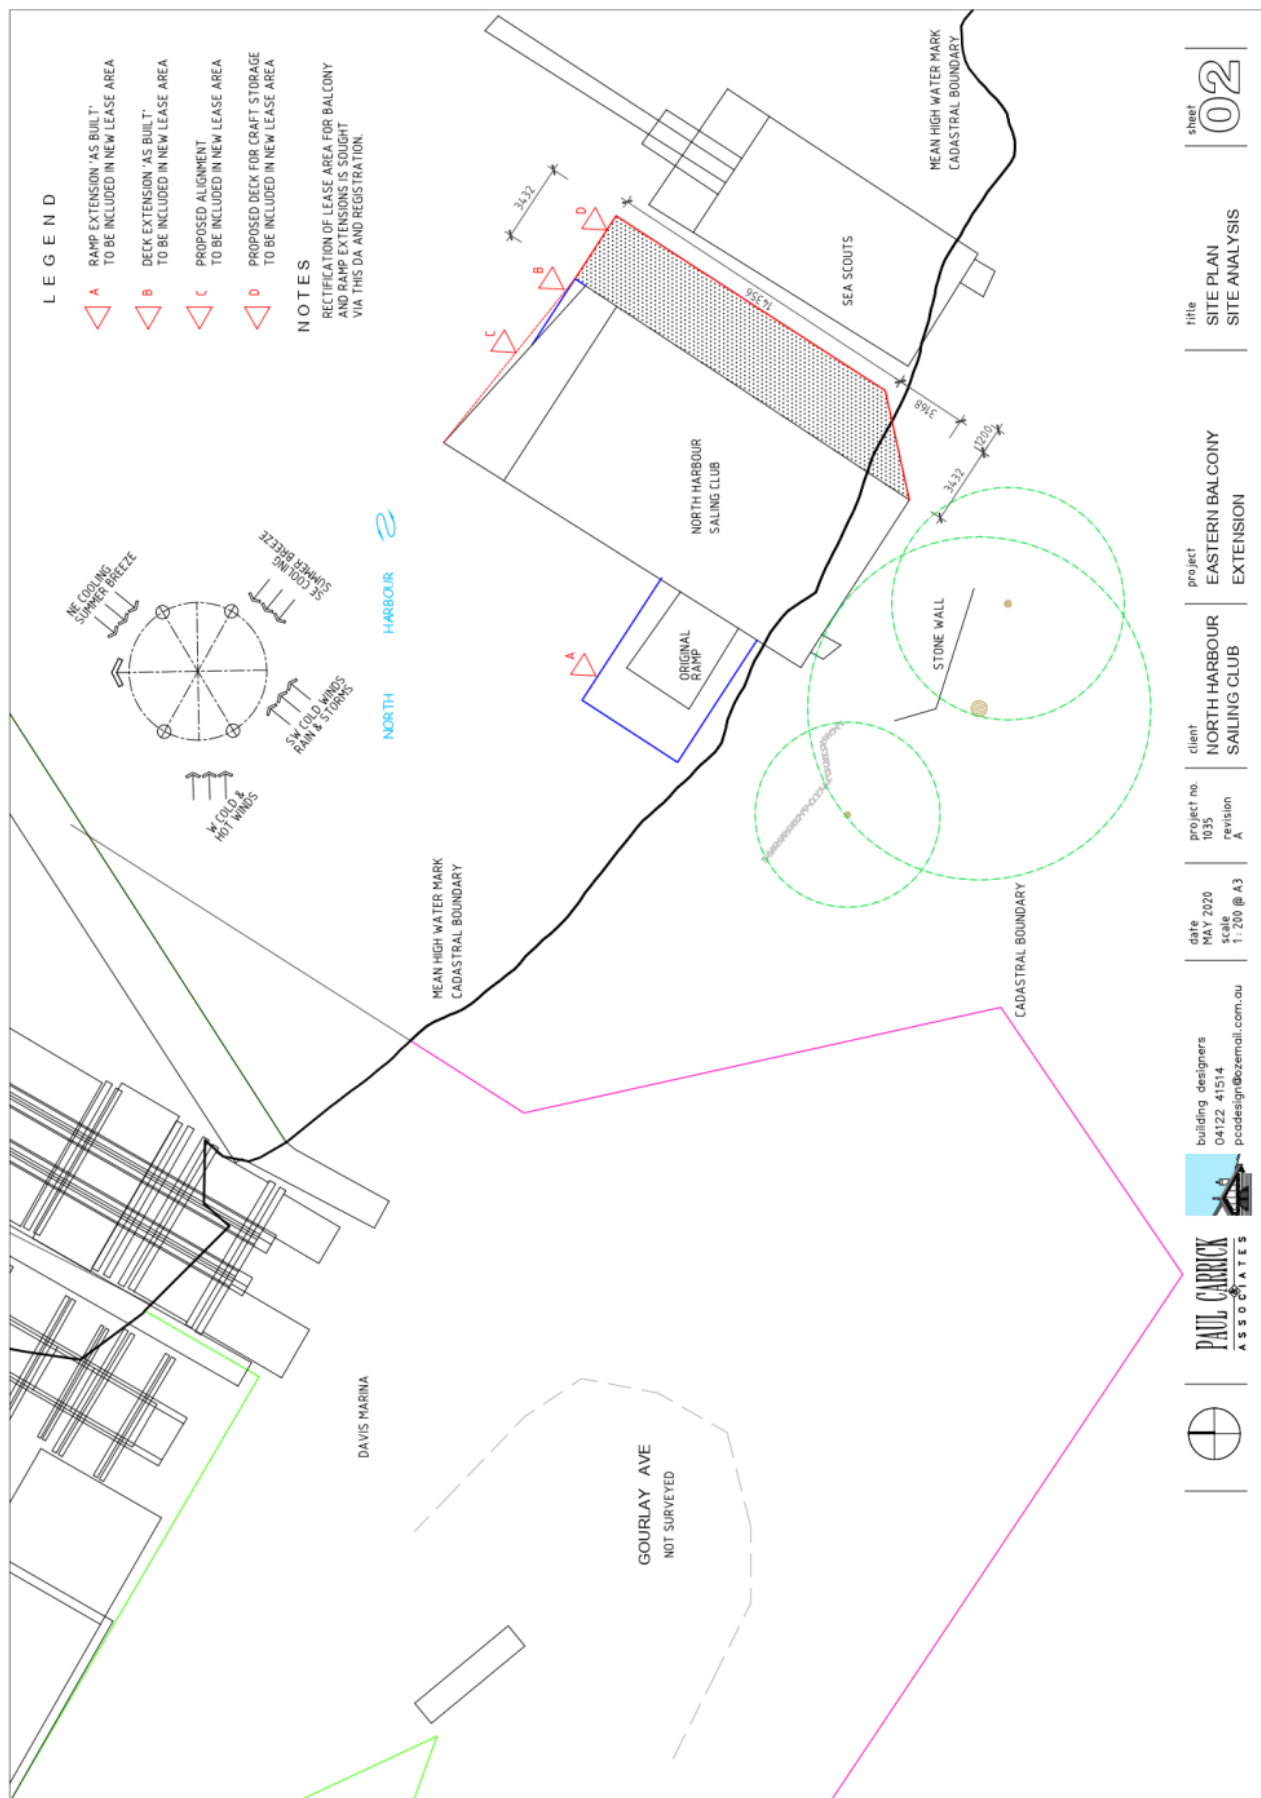 LEGEND
A
RAMP EXTENSION 'AS BUILT'
TO BE INCLUDED IN NEW LEASE AREA
B
DECK EXTENSION 'AS BUILT'
TO BE INCLUDED IN NEW LEASE AREA
C
PROPOSED ALIGNMENT
TO BE INCLUDED IN NEW LEASE AREA
D
PROPOSED DECK FOR CRAFT STORAGE
TO BE INCLUDED IN NEW LEASE AREA
NOTES
RECTIFICATION OF LEASE AREA FOR BALCONY
AND RAMP EXTENSIONS IS SOUGHT
VIA THIS DA AND REGISTRATION.
NE COOLING
SUMMER BREEZE
SE COOLING
SUMMER BREEZE
SW COLD WINDS
RAIN & STORMS
W COLD &
HOT WINDS
NORTH HARBOUR
3432
D
B
C
A
14356
SEA SCOUTS
MEAN HIGH WATER MARK
CADASTRAL BOUNDARY
NORTH HARBOUR
SALING CLUB
3168
1200
3432
ORIGINAL
RAMP
STONE WALL
MEAN HIGH WATER MARK
CADASTRAL BOUNDARY
CADASTRAL BOUNDARY
DAVIS MARINA
GOURLAY AVE
NOT SURVEYED
PAUL CARRICK
&
ASSOCIATES
building designers
04122 41514
pcadesign@ozemail.com.au
date
MAY 2020
scale
1 : 200 @ A3
project no.
1035
revision
A
client
NORTH HARBOUR
SAILING CLUB
project
EASTERN BALCONY
EXTENSION
title
SITE PLAN
SITE ANALYSIS
sheet
02